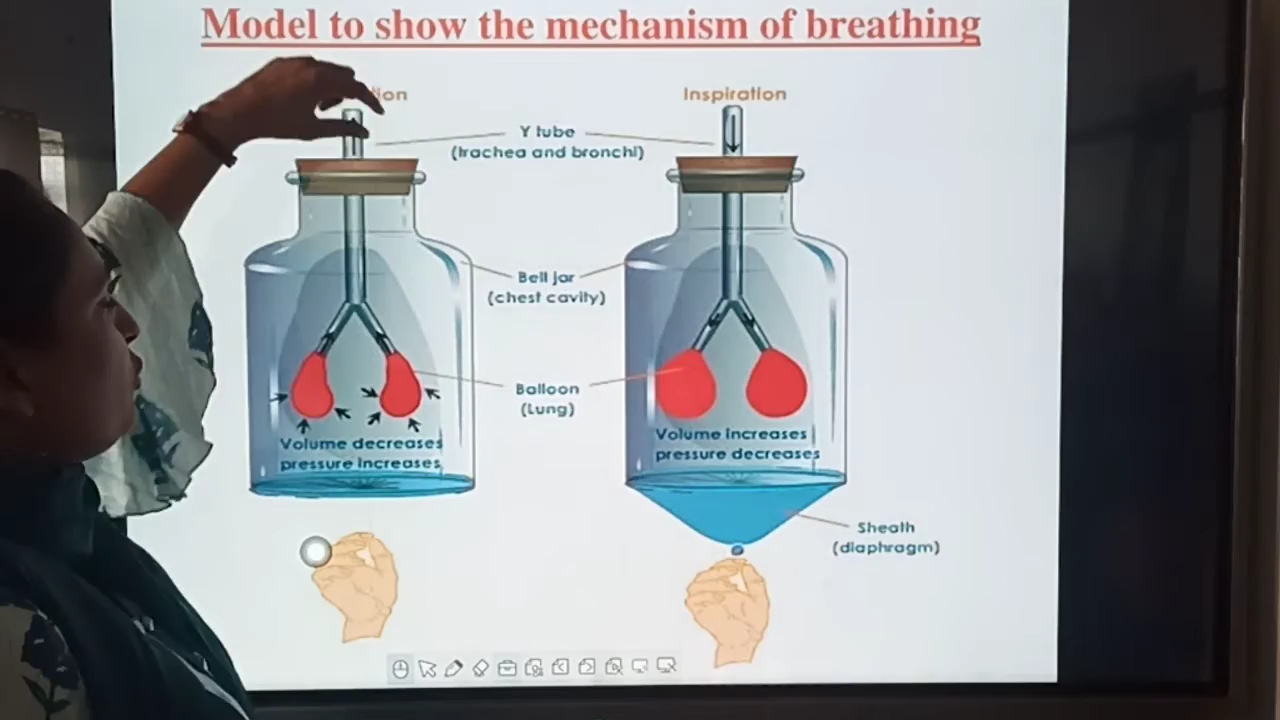 Model to show the mechanism of breathing
Inspiration
Y tube
(trachea and bronchi)
Bell jar
(chest cavity)
Balloon
(Lung)
Volume decreases
pressure increases
Volume increases
pressure decreases
Sheath
(diaphragm)